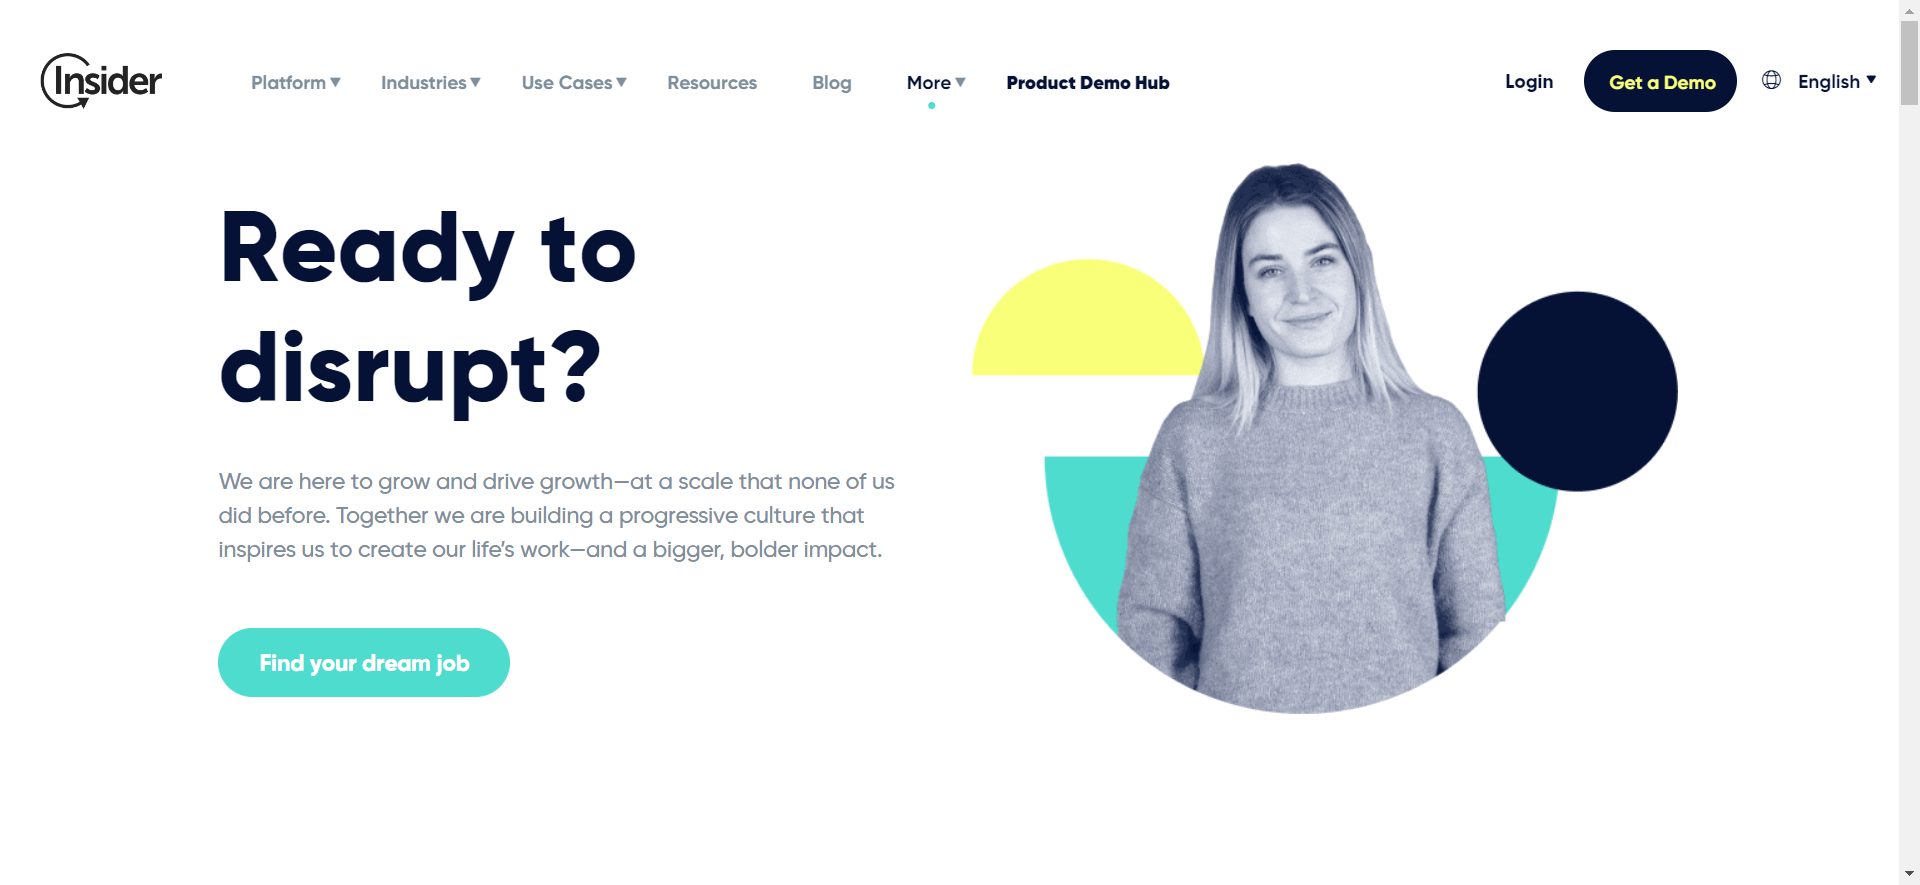 Insider
Platform ▼ Industries ▼ Use Cases ▼ Resources Blog More ▼ Product Demo Hub
Login Get a Demo English ▼
Ready to
disrupt?
We are here to grow and drive growth—at a scale that none of us
did before. Together we are building a progressive culture that
inspires us to create our life’s work—and a bigger, bolder impact.
Find your dream job